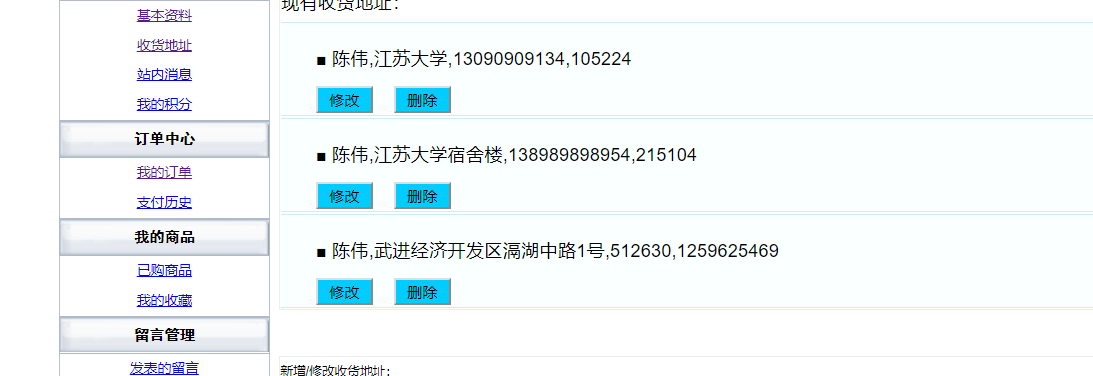 基本资料
收货地址
站内消息
我的积分
订单中心
我的订单
支付历史
我的商品
已购商品
我的收藏
留言管理
发表的留言
现有收货地址：
■ 陈伟,江苏大学,13090909134,105224
修改 删除
■ 陈伟,江苏大学宿舍楼,138989898954,215104
修改 删除
■ 陈伟,武进经济开发区滆湖中路1号,512630,1259625469
修改 删除
新增/修改收货地址：